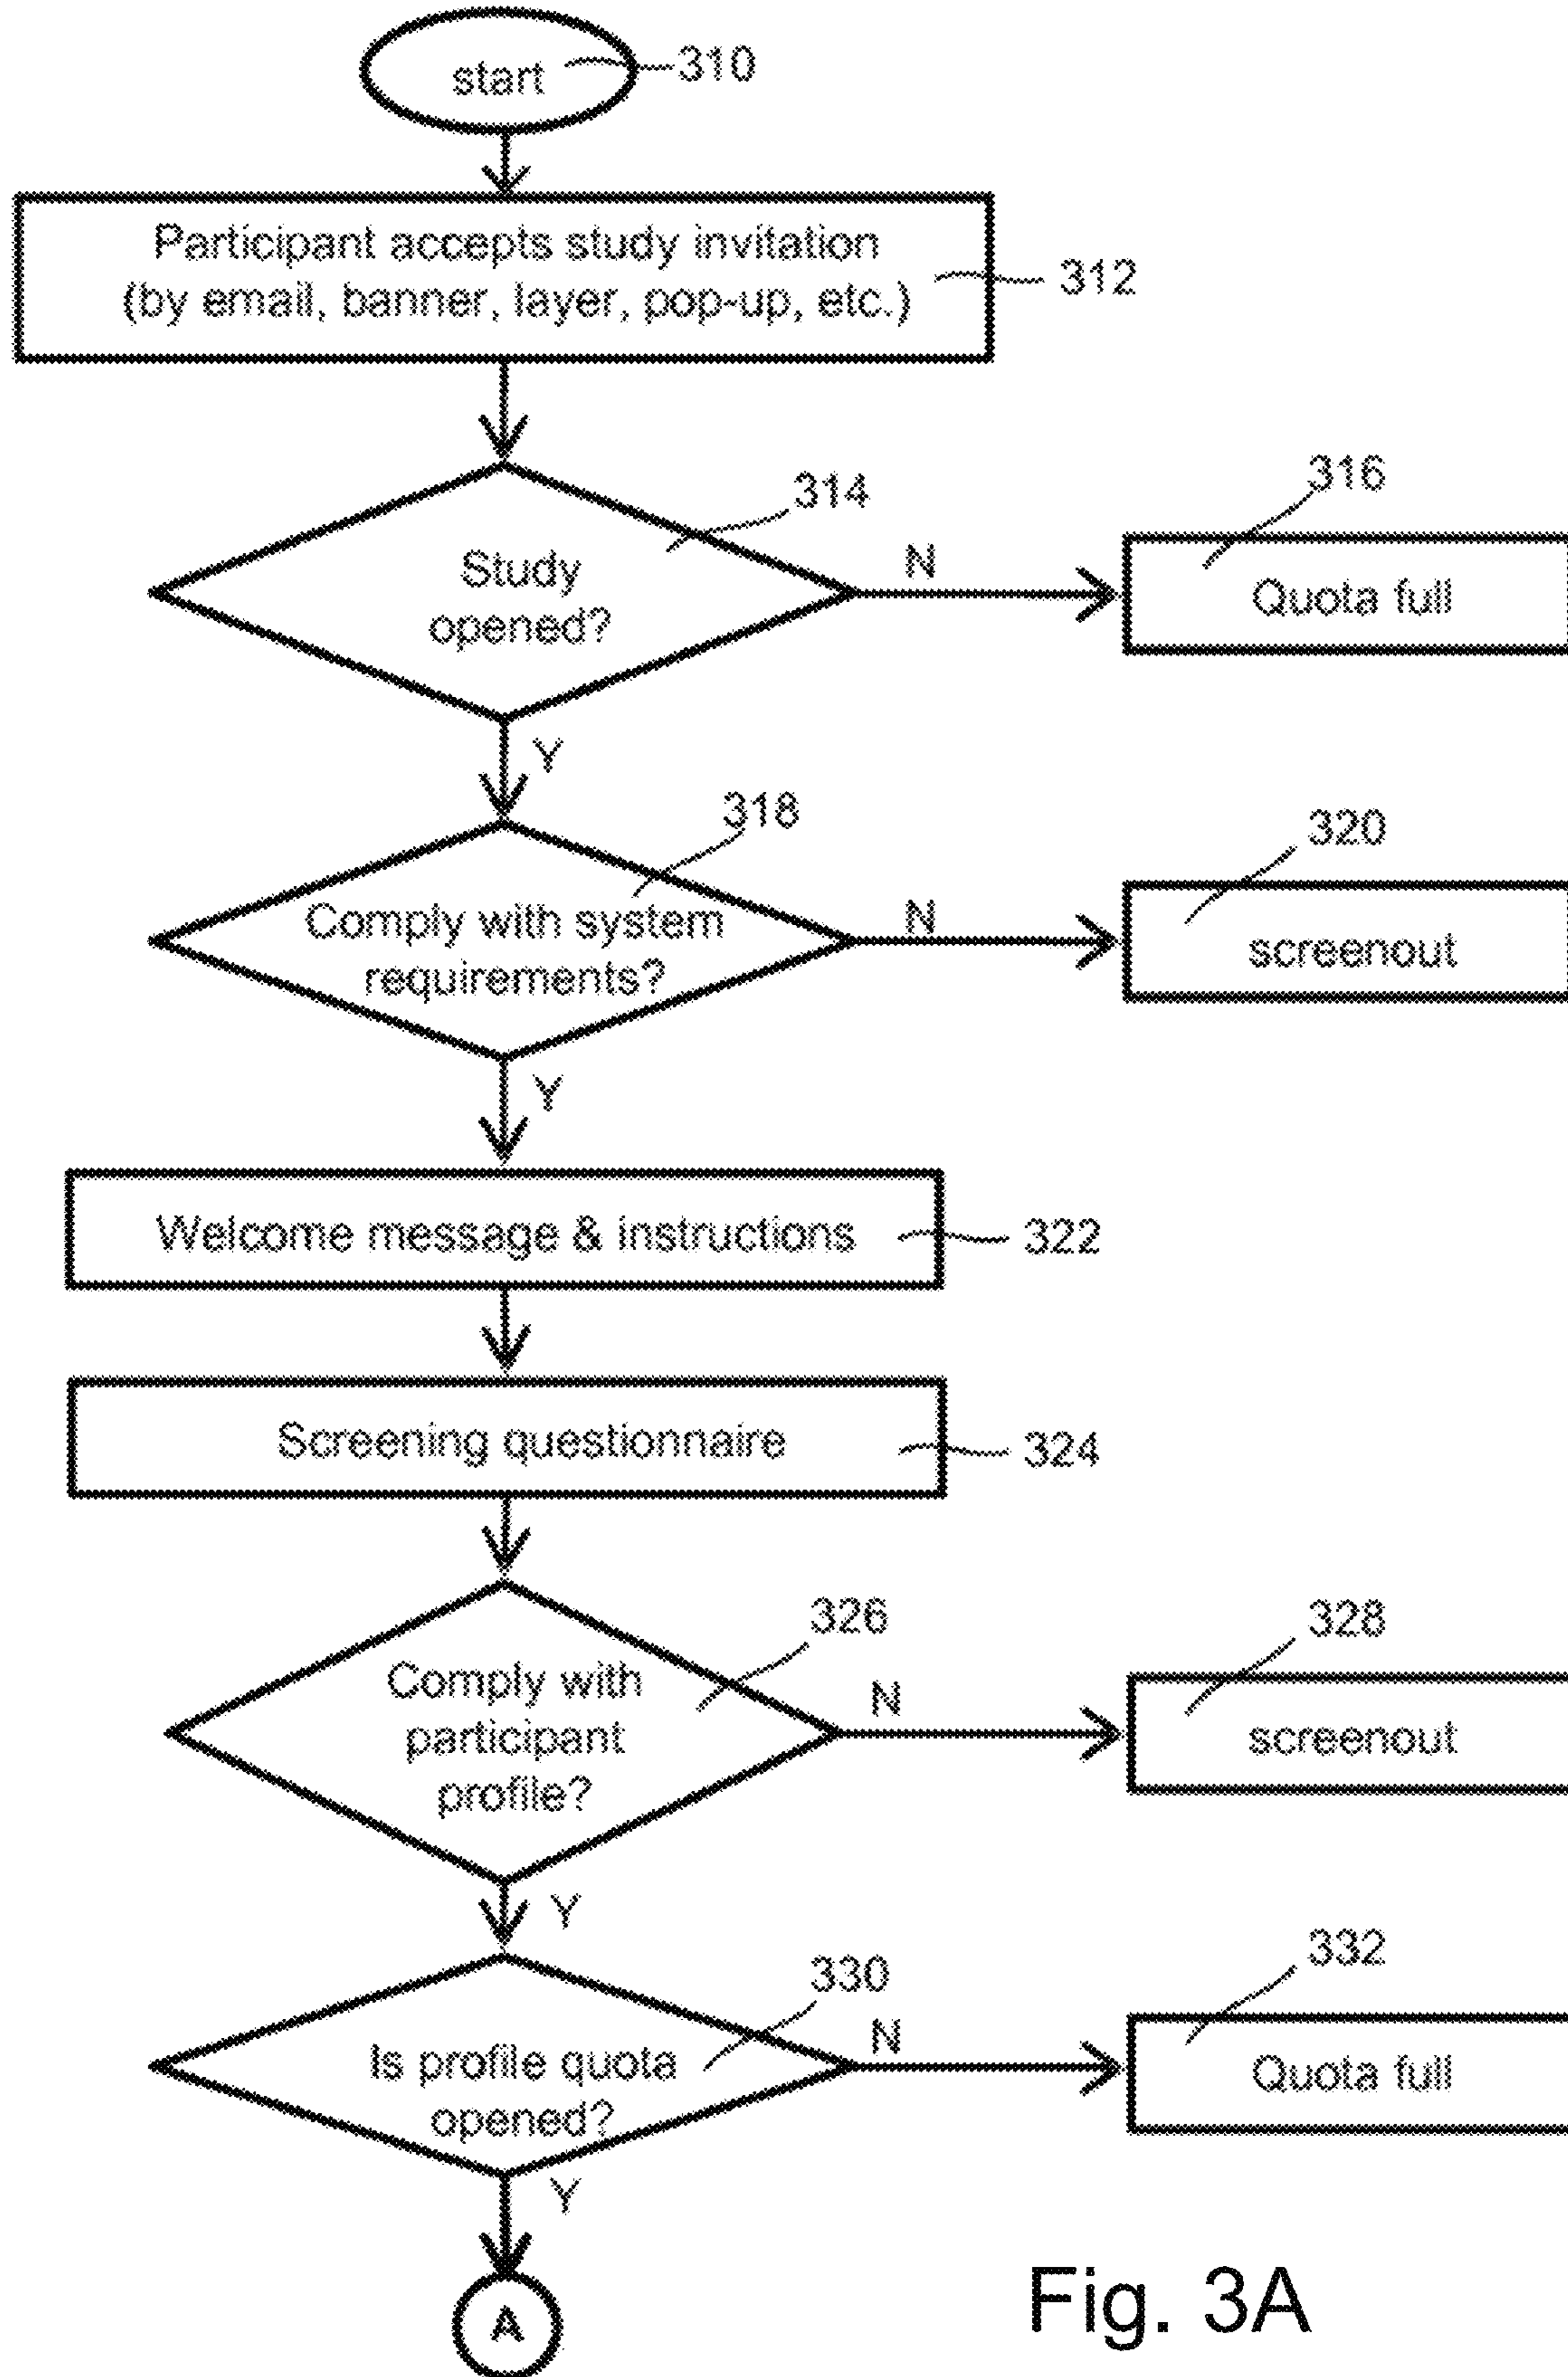 start
310
Participant accepts study invitation
(by email, banner, layer, pop-up, etc.)
312
314
Study
opened?
N
316
Quota full
Y
318
Comply with system
requirements?
N
320
screenout
Y
Welcome message & instructions
322
Screening questionnaire
324
326
Comply with
participant
profile?
N
328
screenout
Y
330
Is profile quota
opened?
N
332
Quota full
Y
A
Fig. 3A